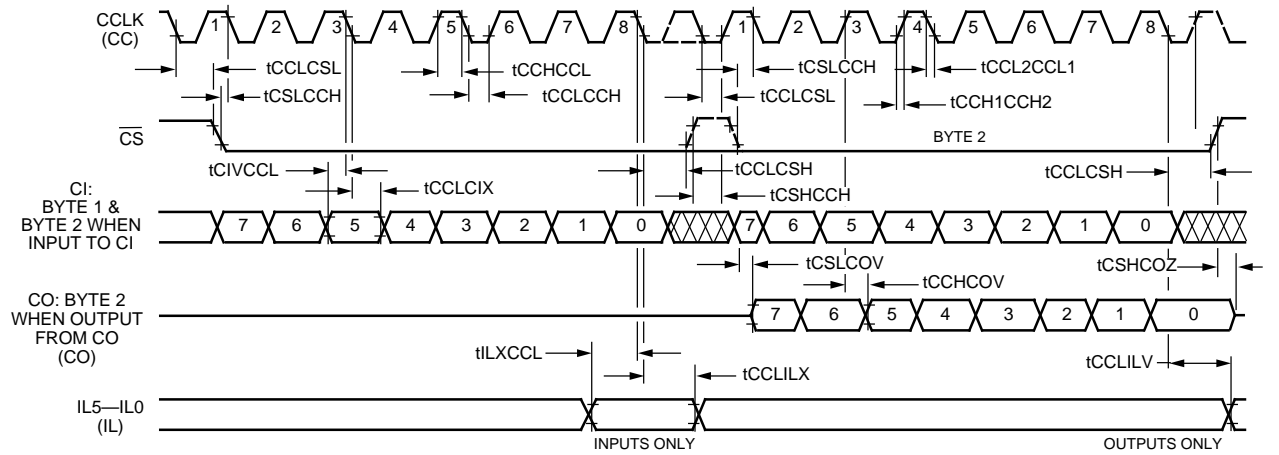 CCLK
(CC)
1 2 3 4 5 6 7 8 1 2 3 4 5 6 7 8
tCCLCSL tCCHCCL tCSLCCH tCCL2CCL1
tCSLCCH tCCLCCH tCCLCSL tCCH1CCH2
CS
BYTE 2
tCIVCCL tCCLCSH tCCLCSH
tCCLCIX tCSHCCH
CI:
BYTE 1 &
BYTE 2 WHEN
INPUT TO CI
7 6 5 4 3 2 1 0 7 6 5 4 3 2 1 0
tCSLCOV tCSHCOZ
tCCHCOV
CO: BYTE 2
WHEN OUTPUT
FROM CO
(CO)
7 6 5 4 3 2 1 0
tILXCCL tCCLILV
tCCLILX
IL5—IL0
(IL)
INPUTS ONLY OUTPUTS ONLY